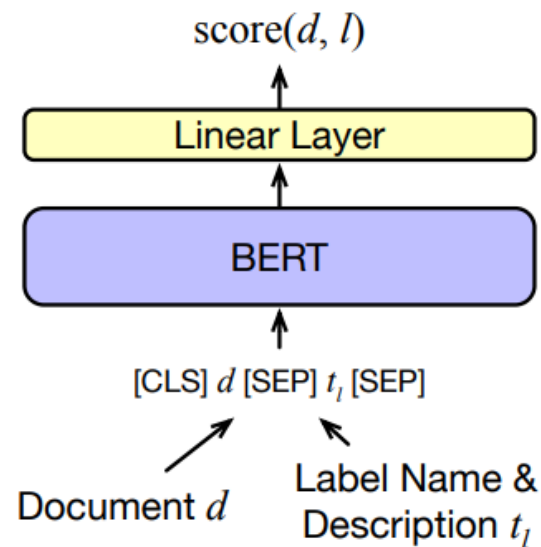 score(d, l)
Linear Layer
BERT
[CLS] d [SEP] t_l [SEP]
Document d
Label Name &
Description t_l